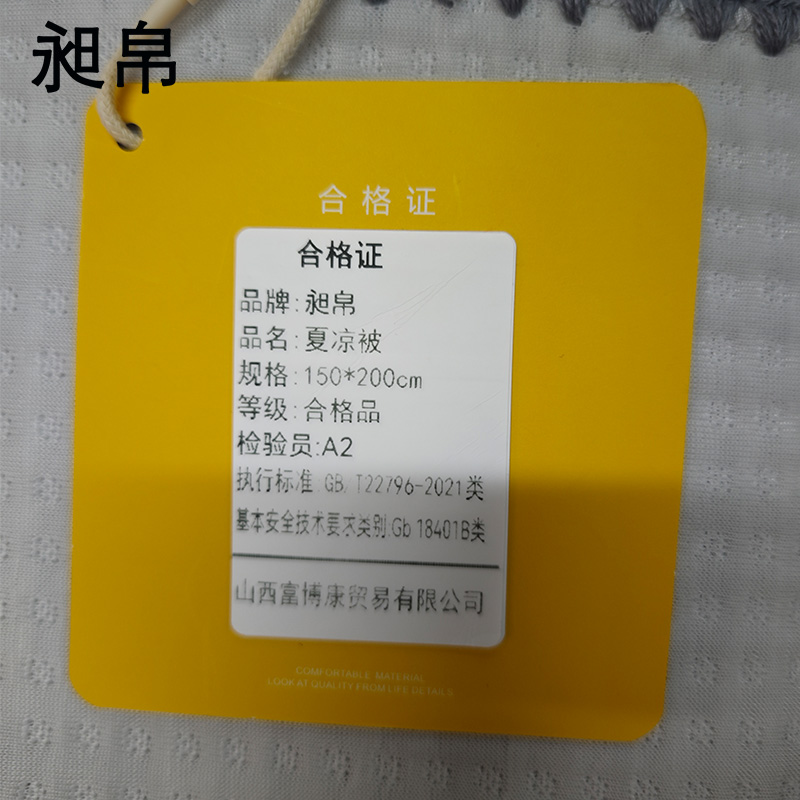 昶帛
合格证
合格证
品牌:昶帛
品名:夏凉被
规格:150*200cm
等级:合格品
检验员:A2
执行标准:GB/T22796-2021类
基本安全技术要求类别:Gb 18401B类
山西富博康贸易有限公司
COMFORTABLE MATERIAL
LOOK AT QUALITY FROM LIFE DETAILS